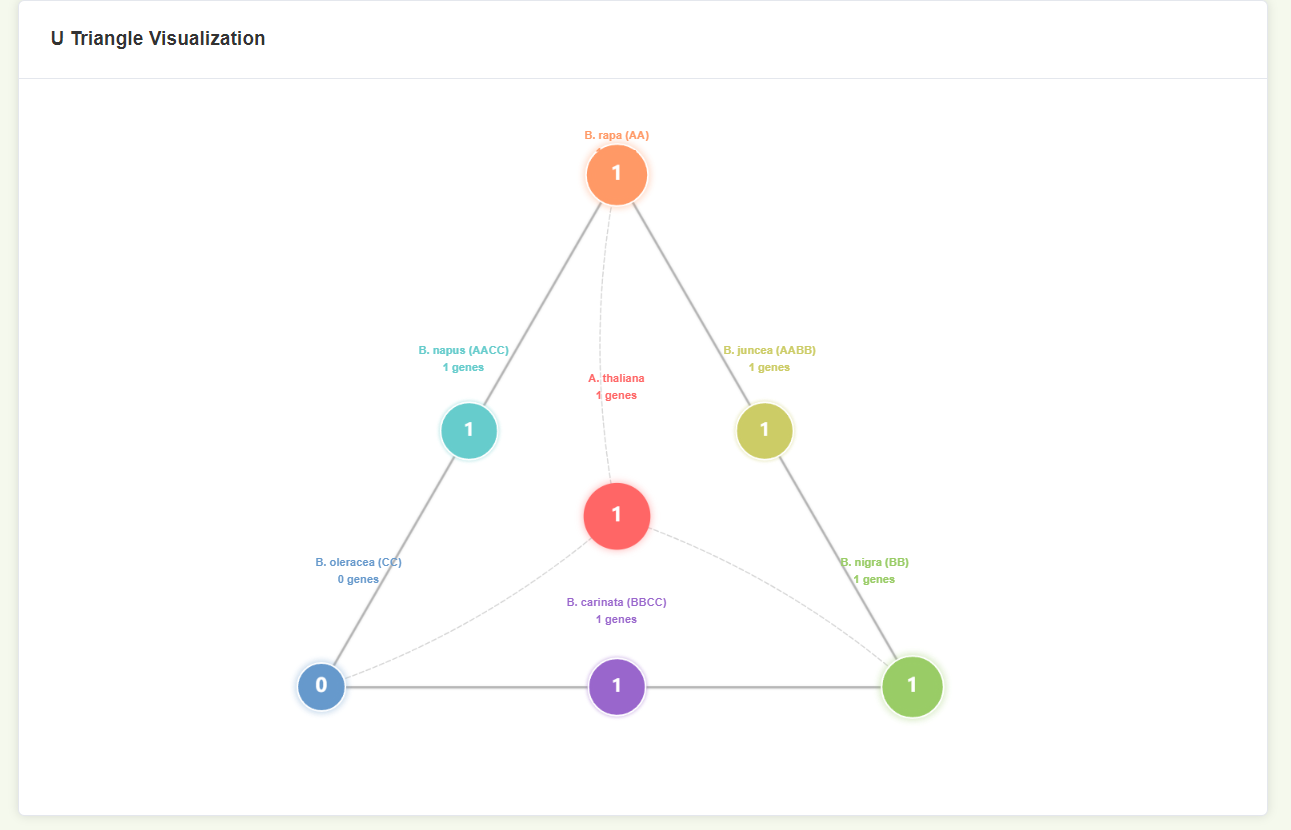 U Triangle Visualization
B. rapa (AA)
1
B. napus (AACC)
1 genes
B. juncea (AABB)
1 genes
A. thaliana
1 genes
1
1
1
B. oleracea (CC)
0 genes
B. nigra (BB)
1 genes
B. carinata (BBCC)
1 genes
0
1
1